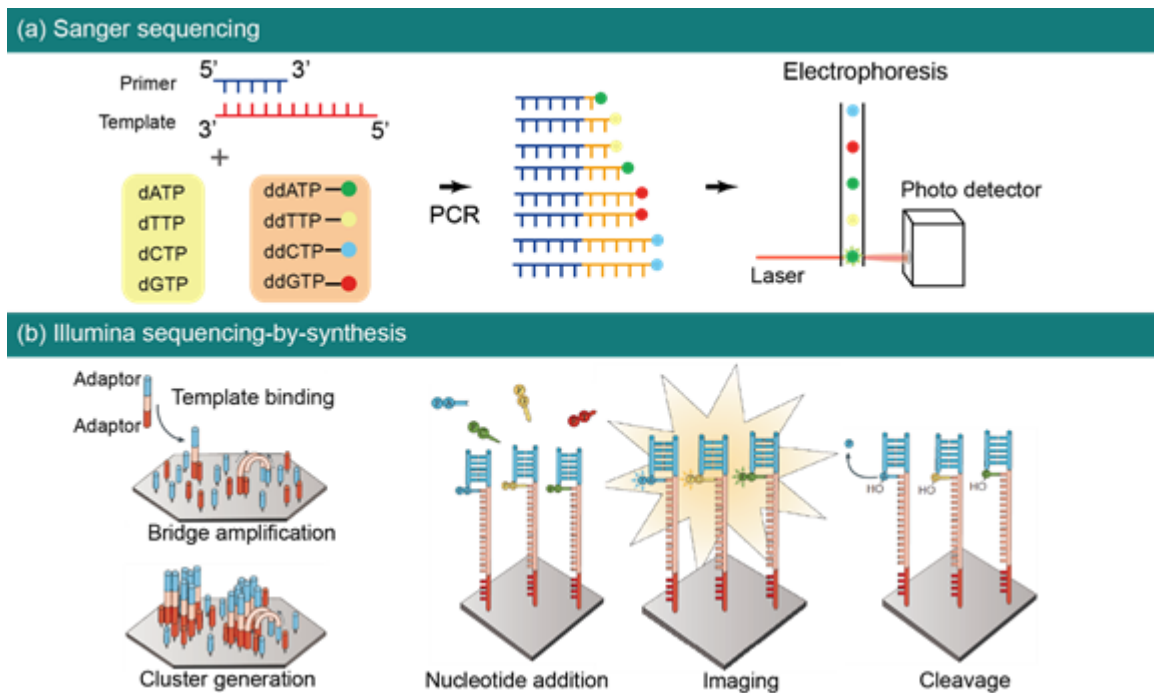 (a) Sanger sequencing
5’ 3’
Primer
Template
3’ 5’
+
dATP
dTTP
dCTP
dGTP
ddATP
ddTTP
ddCTP
ddGTP
PCR
Electrophoresis
Photo detector
Laser
(b) Illumina sequencing-by-synthesis
Adaptor
Template binding
Adaptor
Bridge amplification
Cluster generation
Nucleotide addition
Imaging
HO
HO
HO
Cleavage